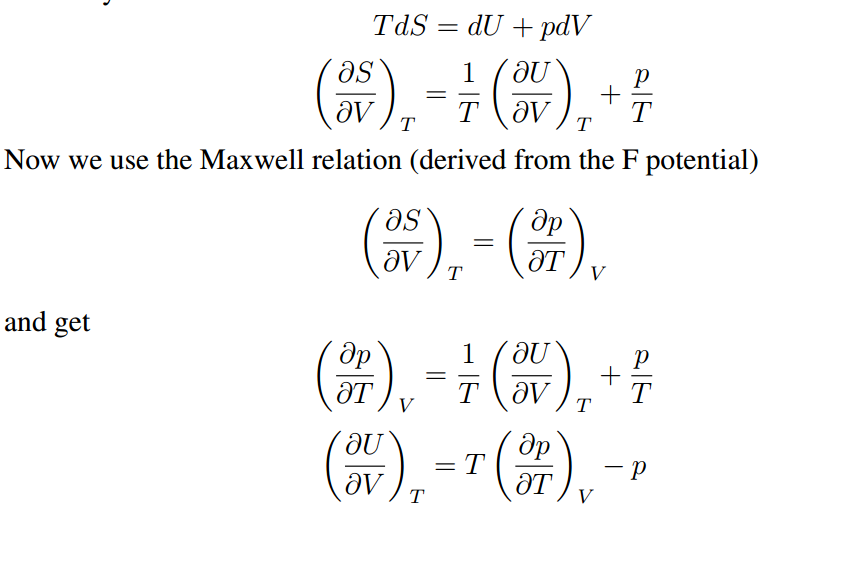 TdS = dU + pdV
(∂S/∂V)_T = 1/T (∂U/∂V)_T + p/T
Now we use the Maxwell relation (derived from the F potential)
(∂S/∂V)_T = (∂p/∂T)_V
and get
(∂p/∂T)_V = 1/T (∂U/∂V)_T + p/T
(∂U/∂V)_T = T (∂p/∂T)_V − p